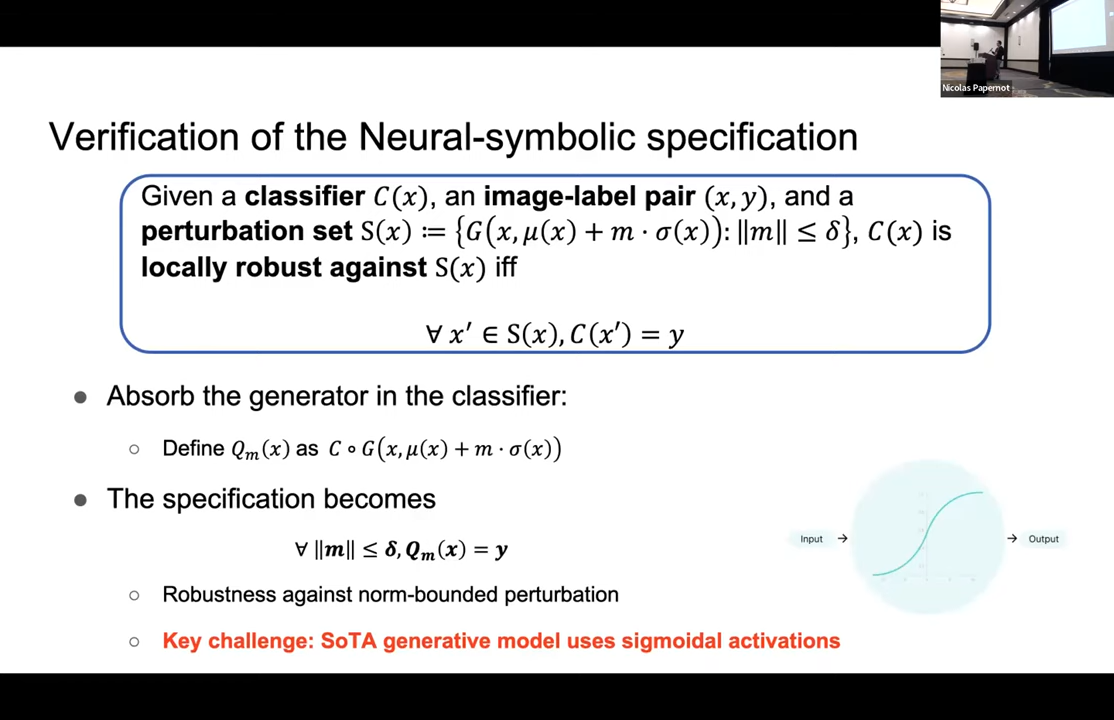 Nicolas Papernot
Verification of the Neural-symbolic specification
Given a classifier C(x), an image-label pair (x, y), and a
perturbation set S(x) ≔ {G(x, μ(x) + m · σ(x)): ‖m‖ ≤ δ}, C(x) is
locally robust against S(x) iff
∀ x′ ∈ S(x), C(x′) = y
● Absorb the generator in the classifier:
○ Define Qₘ(x) as C ∘ G(x, μ(x) + m · σ(x))
● The specification becomes
∀ ‖m‖ ≤ δ, Qₘ(x) = y
○ Robustness against norm-bounded perturbation
○ Key challenge: SoTA generative model uses sigmoidal activations
Input → → Output